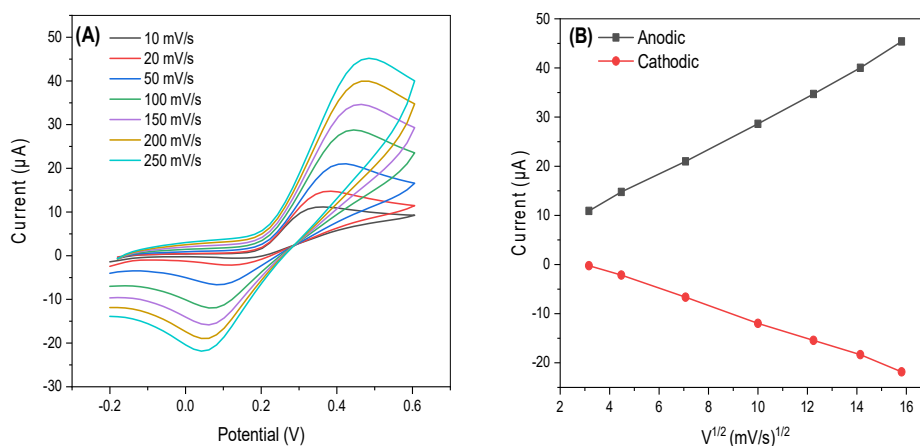 (A)
10 mV/s
20 mV/s
50 mV/s
100 mV/s
150 mV/s
200 mV/s
250 mV/s
50
40
30
20
10
0
-10
-20
-30
Current (µA)
-0.2 0.0 0.2 0.4 0.6
Potential (V)
(B)
Anodic
Cathodic
50
40
30
20
10
0
-10
-20
Current (µA)
2 4 6 8 10 12 14 16
V^1/2 (mV/s)^1/2